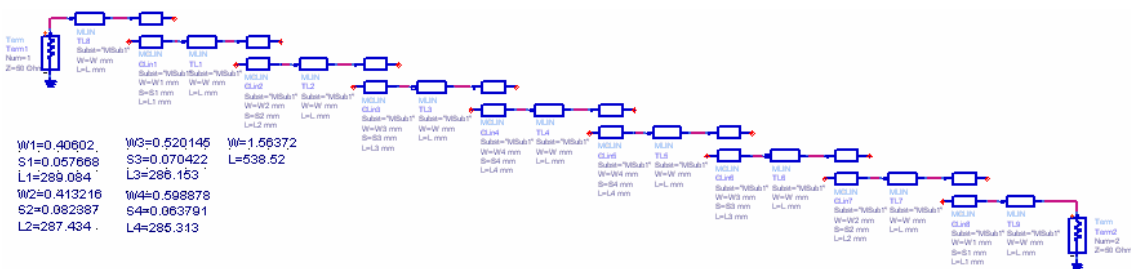 Term
Term1
Num=1
Z=50 Ohm
MLIN
TL8
Subst="MSub1"
W=W mm
L=L mm
MCLIN
CLin1
Subst="MSub1"
W=W1 mm
S=S1 mm
L=L1 mm
MLIN
TL1
Subst="MSub1"
W=W mm
L=L mm
MCLIN
CLin2
Subst="MSub1"
W=W2 mm
S=S2 mm
L=L2 mm
MLIN
TL2
Subst="MSub1"
W=W mm
L=L mm
MCLIN
CLin3
Subst="MSub1"
W=W3 mm
S=S3 mm
L=L3 mm
MLIN
TL3
Subst="MSub1"
W=W mm
L=L mm
MCLIN
CLin4
Subst="MSub1"
W=W4 mm
S=S4 mm
L=L4 mm
MLIN
TL4
Subst="MSub1"
W=W mm
L=L mm
MCLIN
CLin5
Subst="MSub1"
W=W4 mm
S=S4 mm
L=L4 mm
MLIN
TL5
Subst="MSub1"
W=W mm
L=L mm
MCLIN
CLin6
Subst="MSub1"
W=W3 mm
S=S3 mm
L=L3 mm
MLIN
TL6
Subst="MSub1"
W=W mm
L=L mm
MCLIN
CLin7
Subst="MSub1"
W=W2 mm
S=S2 mm
L=L2 mm
MLIN
TL7
Subst="MSub1"
W=W mm
L=L mm
MCLIN
CLin8
Subst="MSub1"
W=W1 mm
S=S1 mm
L=L1 mm
MLIN
TL9
Subst="MSub1"
W=W mm
L=L mm
Term
Term2
Num=2
Z=50 Ohm
W1=0.40602
S1=0.057668
L1=289.084
W2=0.413216
S2=0.082387
L2=287.434
W3=0.520145
S3=0.070422
L3=286.153
W4=0.598878
S4=0.063791
L4=285.313
W=1.56372
L=538.52